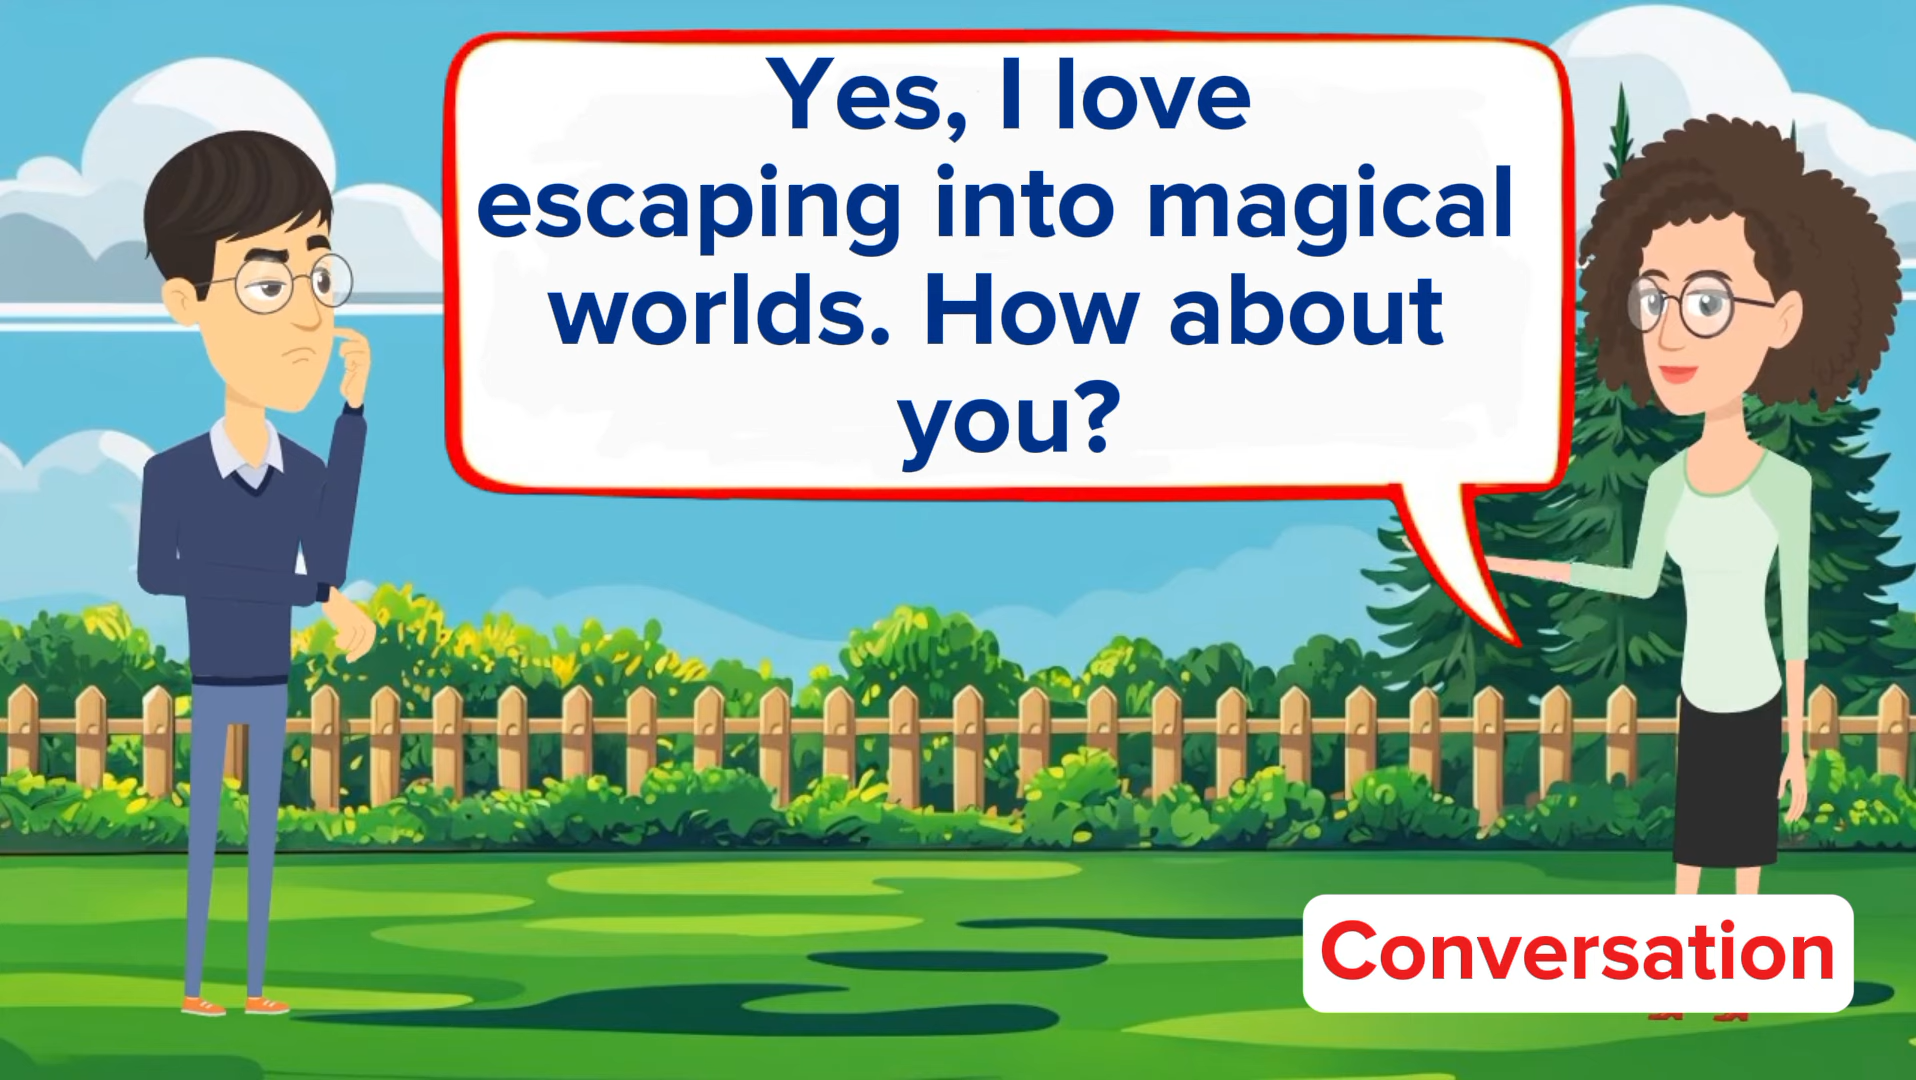 Yes, I love
escaping into magical
worlds. How about
you?
Conversation